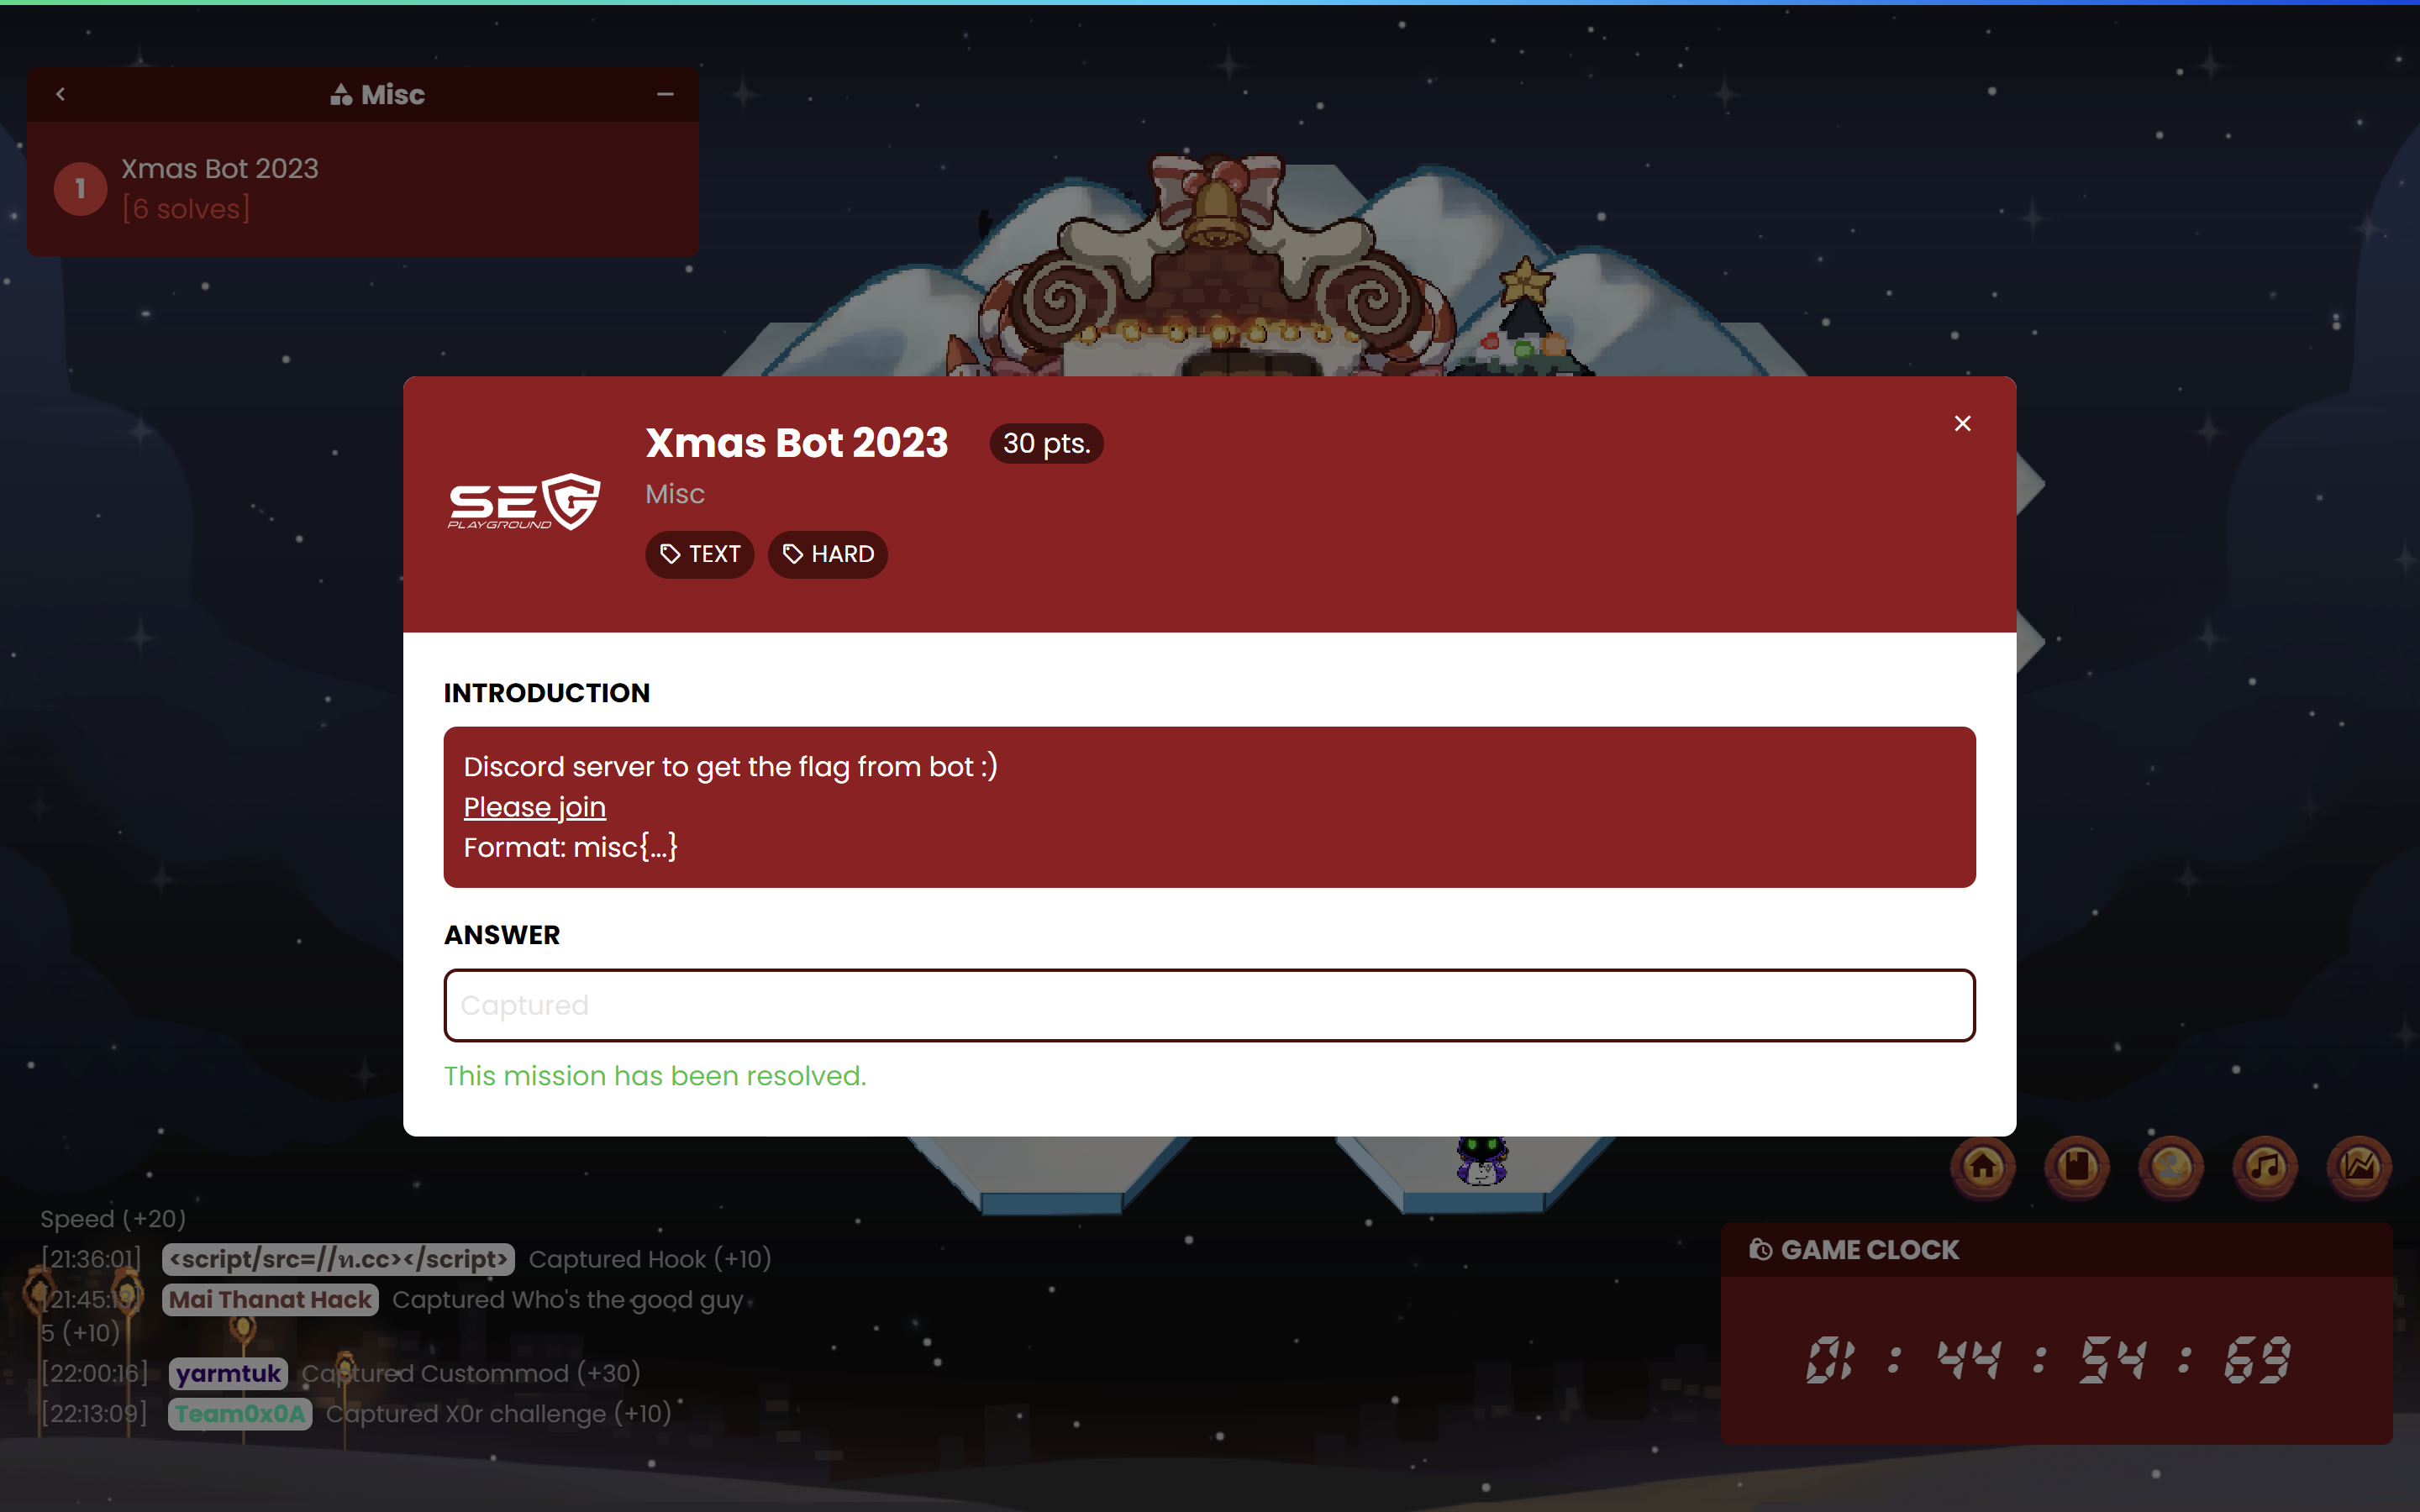 Misc
1
Xmas Bot 2023
[6 solves]
SEC
PLAYGROUND
Xmas Bot 2023
30 pts.
Misc
TEXT
HARD
INTRODUCTION
Discord server to get the flag from bot :)
Please join
Format: misc{...}
ANSWER
Captured
This mission has been resolved.
Speed (+20)
[21:36:01] <script/src=//ท.cc></script> Captured Hook (+10)
[21:45:13] Mai Thanat Hack Captured Who's the good guy
5 (+10)
[22:00:16] yarmtuk Captured Custommod (+30)
[22:13:09] Team0x0A Captured X0r challenge (+10)
GAME CLOCK
01 : 44 : 54 : 69